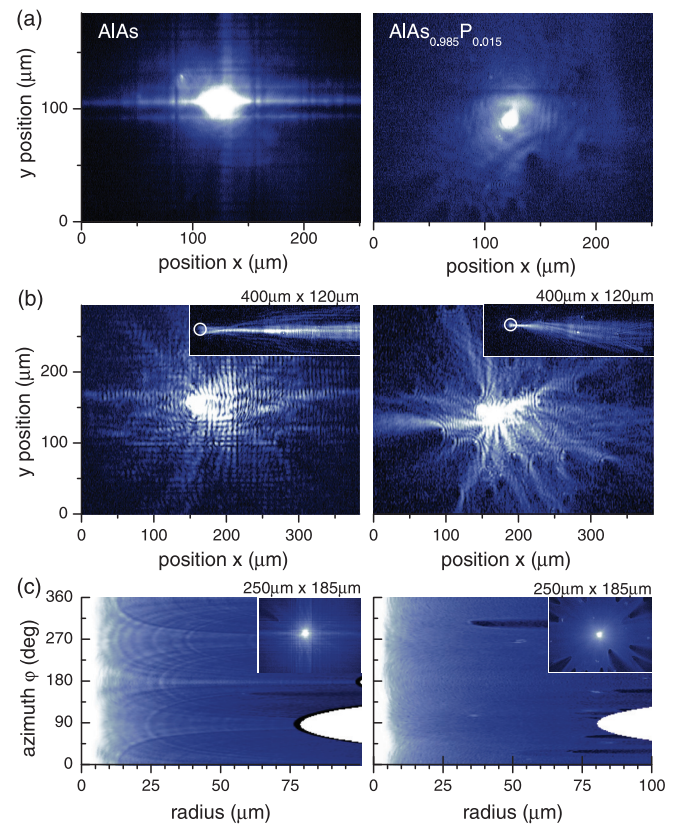 (a)
AlAs
AlAs0.985P0.015
y position (μm)
100
0
0 100 200
0 100 200
position x (μm)
position x (μm)
(b)
400μm x 120μm
400μm x 120μm
y position (μm)
200
100
0
0 100 200 300
0 100 200 300
position x (μm)
position x (μm)
(c)
250μm x 185μm
250μm x 185μm
azimuth φ (deg)
360
270
180
90
0
0 25 50 75
0 25 50 75 100
radius (μm)
radius (μm)